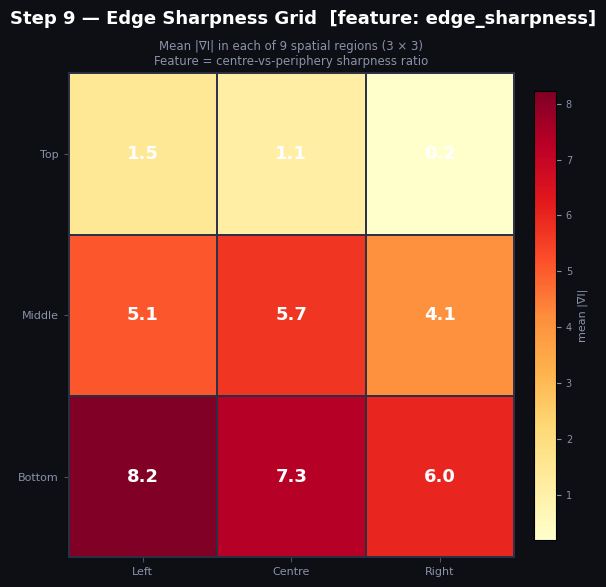 Step 9 — Edge Sharpness Grid [feature: edge_sharpness]
Mean |∇I| in each of 9 spatial regions (3 × 3)
Feature = centre-vs-periphery sharpness ratio
Top
1.5
1.1
0.2
Middle
5.1
5.7
4.1
Bottom
8.2
7.3
6.0
Left
Centre
Right
8
7
6
5
4
3
2
1
mean |∇I|